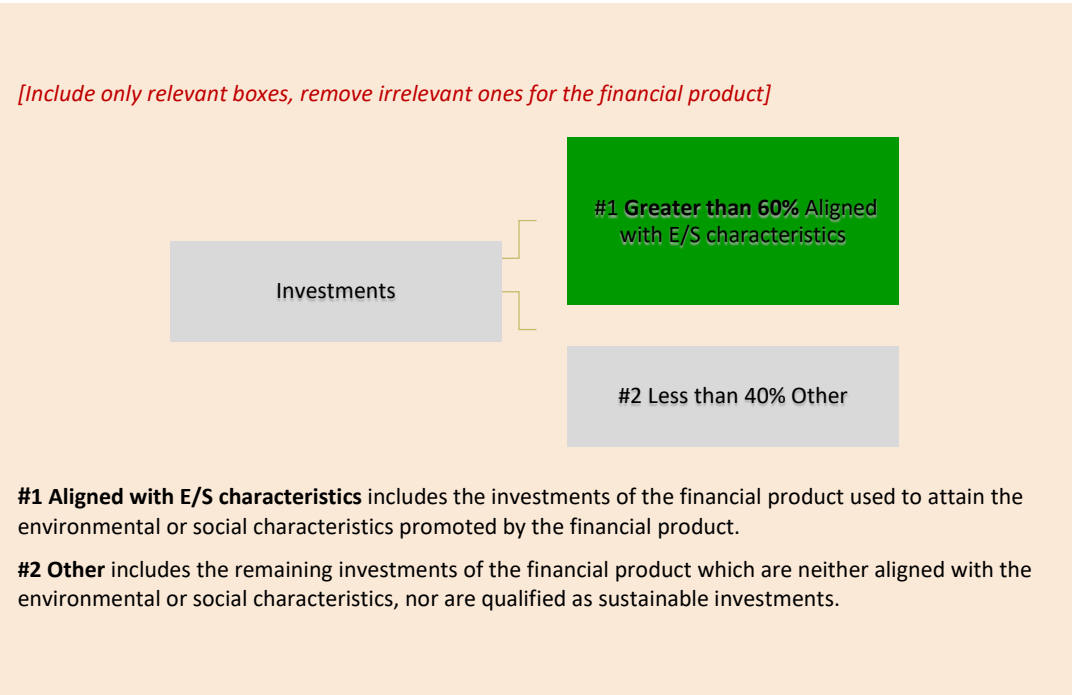 [Include only relevant boxes, remove irrelevant ones for the financial product]
#1 Greater than 60% Aligned
with E/S characteristics
Investments
#2 Less than 40% Other
#1 Aligned with E/S characteristics includes the investments of the financial product used to attain the
environmental or social characteristics promoted by the financial product.
#2 Other includes the remaining investments of the financial product which are neither aligned with the
environmental or social characteristics, nor are qualified as sustainable investments.